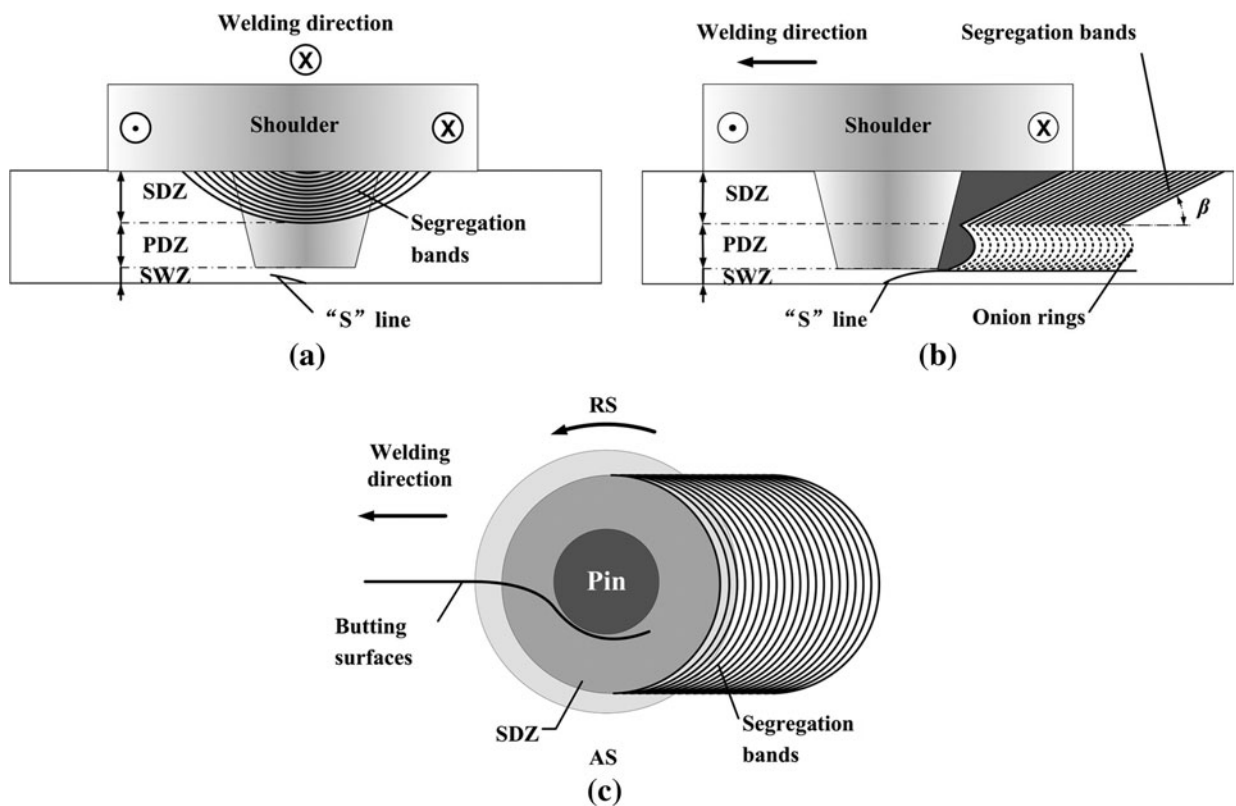 Welding direction
X
X
Shoulder
SDZ
PDZ
SWZ
Segregation
bands
“S” line
(a)
Welding direction
Segregation bands
X
Shoulder
SDZ
PDZ
SWZ
β
“S” line
Onion rings
(b)
RS
Welding
direction
Pin
Butting
surfaces
SDZ
Segregation
bands
AS
(c)